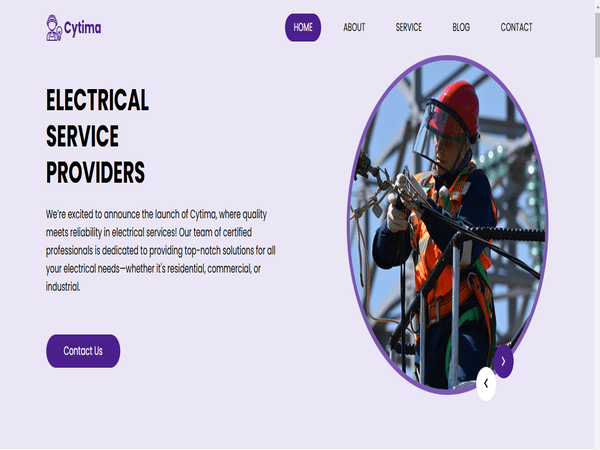 Cytima
HOME
ABOUT
SERVICE
BLOG
CONTACT
ELECTRICAL
SERVICE
PROVIDERS
We're excited to announce the launch of Cytima, where quality
meets reliability in electrical services! Our team of certified
professionals is dedicated to providing top-notch solutions for all
your electrical needs—whether it's residential, commercial, or
industrial.
Contact Us